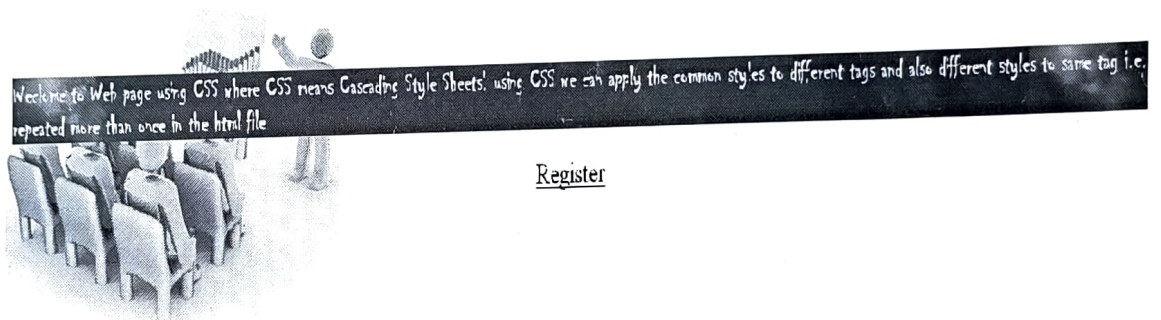 Weclome to Web page using CSS where CSS means Cascading Style Sheets'. using CSS we can apply the common styles to different tags and also different styles to same tag i.e,
repeated more than once in the html file
Register